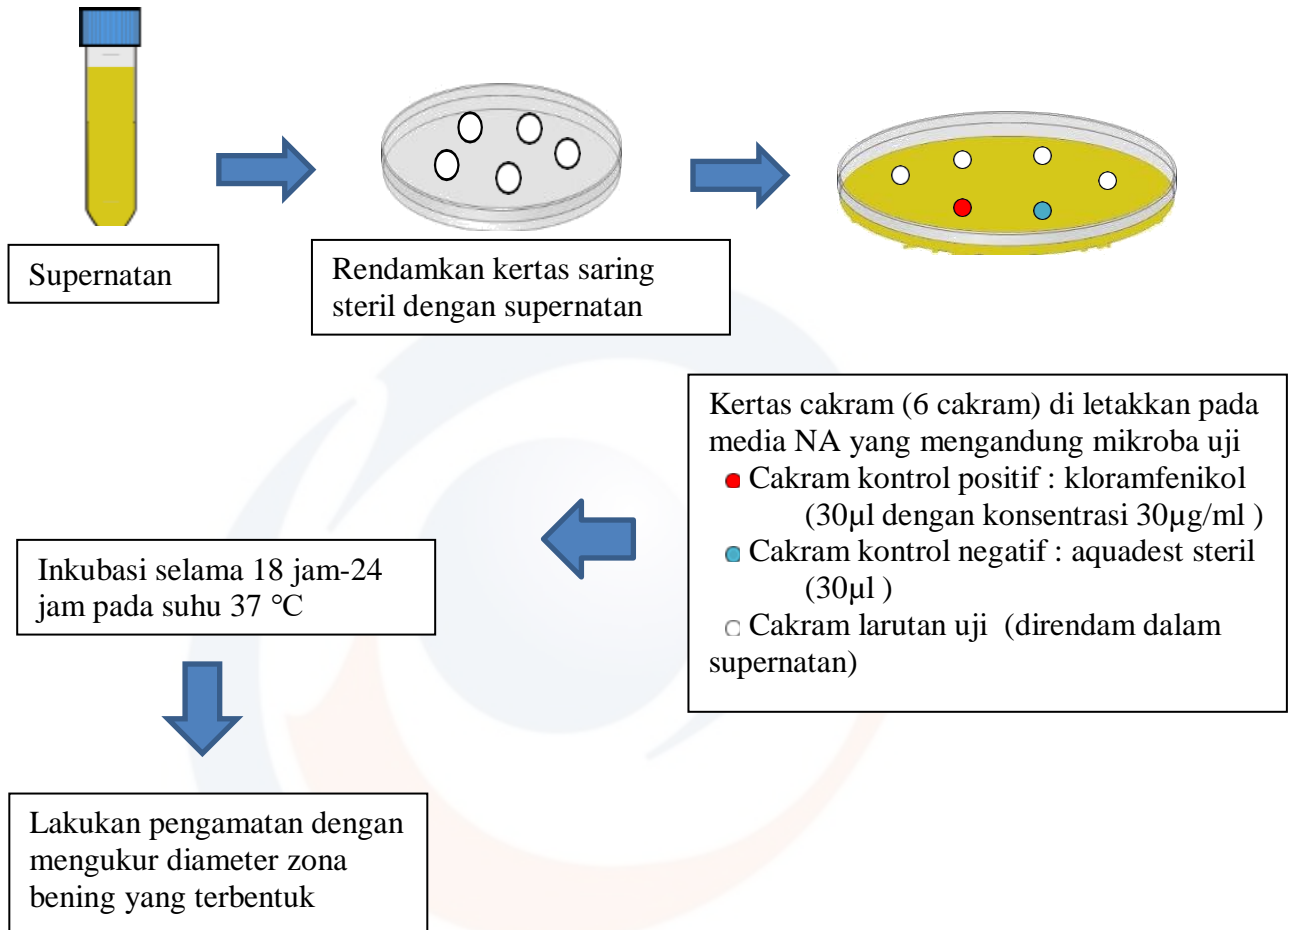 Supernatan
Rendamkan kertas saring
steril dengan supernatan
Kertas cakram (6 cakram) di letakkan pada
media NA yang mengandung mikroba uji
Cakram kontrol positif : kloramfenikol
(30µl dengan konsentrasi 30µg/ml )
Cakram kontrol negatif : aquadest steril
(30µl )
Cakram larutan uji  (direndam dalam
supernatan)
Inkubasi selama 18 jam-24
jam pada suhu 37 °C
Lakukan pengamatan dengan
mengukur diameter zona
bening yang terbentuk